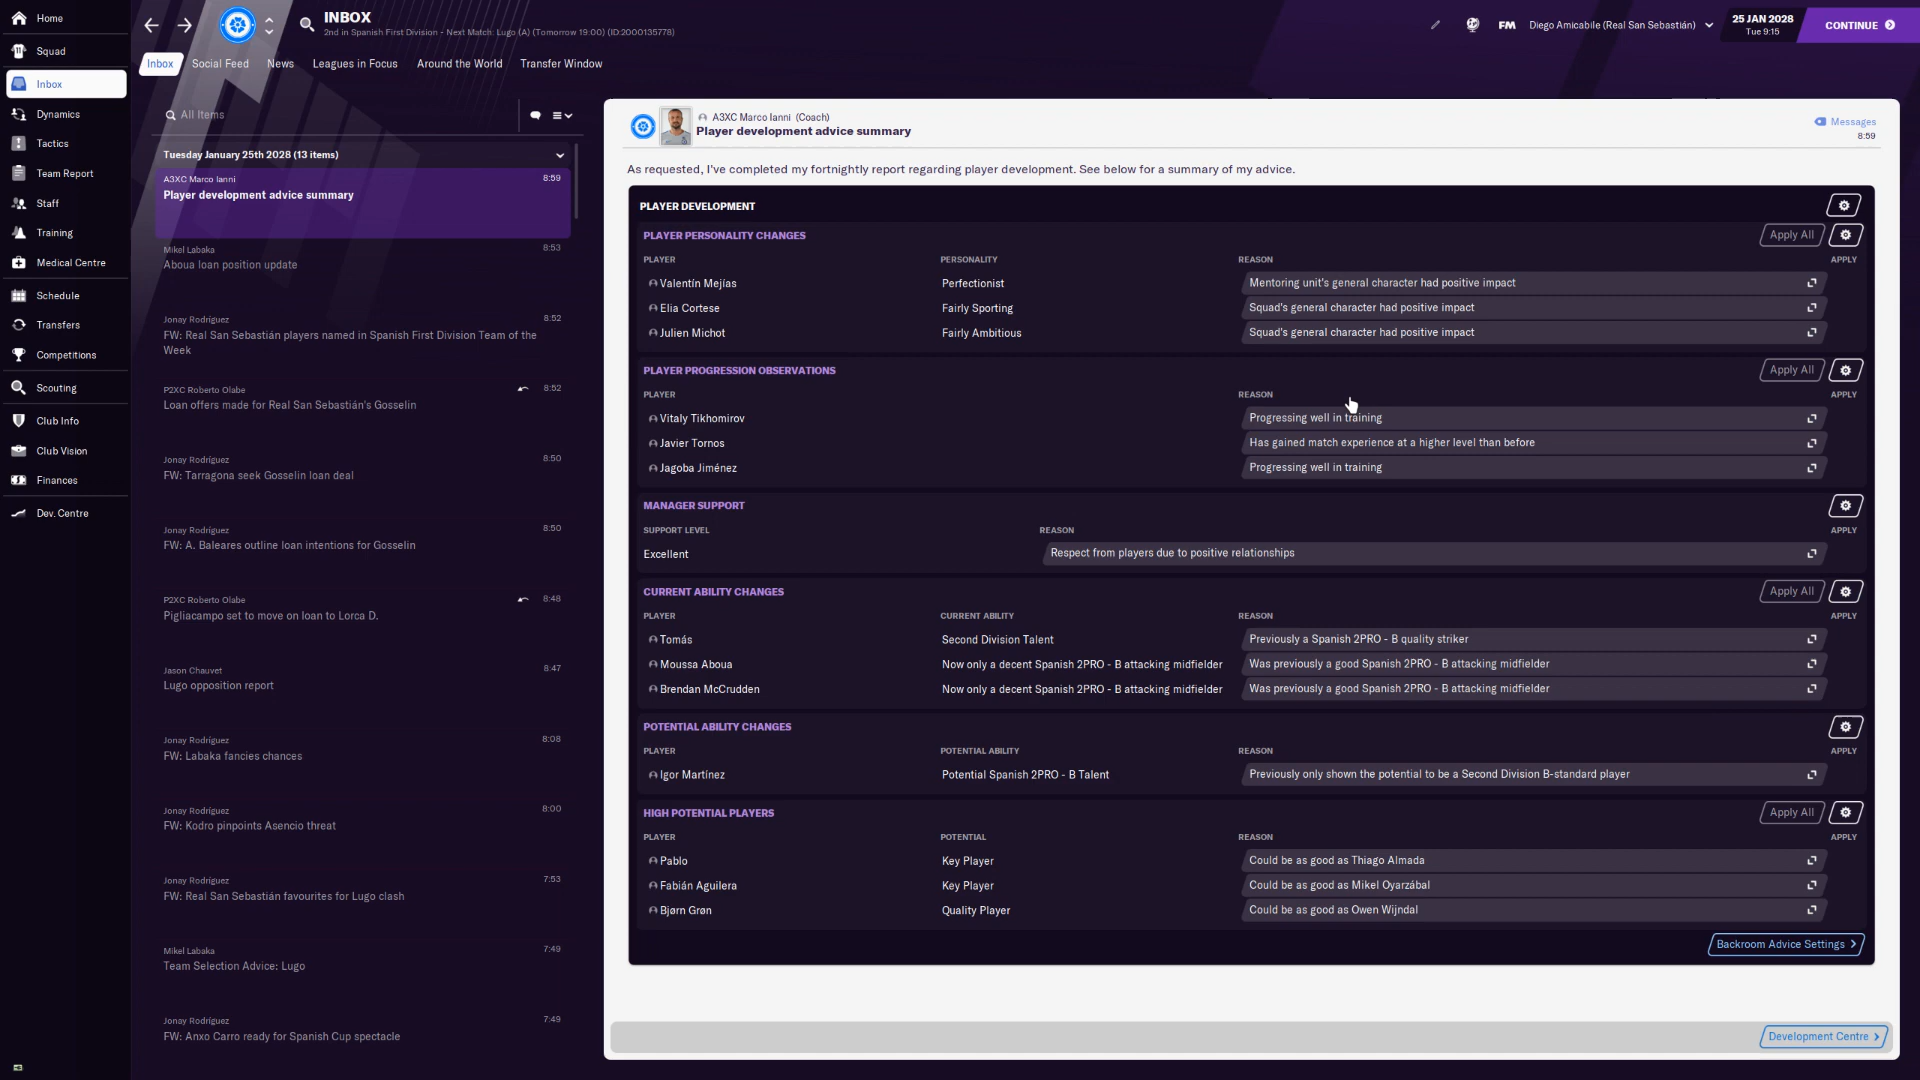 Home
Squad
Inbox
Dynamics
Tactics
Team Report
Staff
Training
Medical Centre
Schedule
Transfers
Competitions
Scouting
Club Info
Club Vision
Finances
Dev. Centre
INBOX
2nd in Spanish First Division - Next Match: Lugo (A) (Tomorrow 19:00) (ID:2000135778)
FM
Diego Amicabile (Real San Sebastián)
25 JAN 2028
Tue 9:15
CONTINUE
Inbox Social Feed News Leagues in Focus Around the World Transfer Window
All Items
Tuesday January 25th 2028 (13 items)
A3XC Marco Ianni 8:59
Player development advice summary
Mikel Labaka 8:53
Aboua loan position update
Jonay Rodríguez 8:52
FW: Real San Sebastián players named in Spanish First Division Team of the
Week
P2XC Roberto Olabe 8:52
Loan offers made for Real San Sebastián's Gosselin
Jonay Rodríguez 8:50
FW: Tarragona seek Gosselin loan deal
Jonay Rodríguez 8:50
FW: A. Baleares outline loan intentions for Gosselin
P2XC Roberto Olabe 8:48
Pigliacampo set to move on loan to Lorca D.
Jason Chauvet 8:47
Lugo opposition report
Jonay Rodríguez 8:08
FW: Labaka fancies chances
Jonay Rodríguez 8:00
FW: Kodro pinpoints Asencio threat
Jonay Rodríguez 7:53
FW: Real San Sebastián favourites for Lugo clash
Mikel Labaka 7:49
Team Selection Advice: Lugo
Jonay Rodríguez 7:49
FW: Anxo Carro ready for Spanish Cup spectacle
A3XC Marco Ianni (Coach)
Player development advice summary
Messages
8:59
As requested, I've completed my fortnightly report regarding player development. See below for a summary of my advice.
PLAYER DEVELOPMENT
PLAYER PERSONALITY CHANGES Apply All
PLAYER PERSONALITY REASON APPLY
Valentín Mejías Perfectionist Mentoring unit's general character had positive impact
Elia Cortese Fairly Sporting Squad's general character had positive impact
Julien Michot Fairly Ambitious Squad's general character had positive impact
PLAYER PROGRESSION OBSERVATIONS Apply All
PLAYER REASON APPLY
Vitaly Tikhomirov Progressing well in training
Javier Tornos Has gained match experience at a higher level than before
Jagoba Jiménez Progressing well in training
MANAGER SUPPORT
SUPPORT LEVEL REASON APPLY
Excellent Respect from players due to positive relationships
CURRENT ABILITY CHANGES Apply All
PLAYER CURRENT ABILITY REASON APPLY
Tomás Second Division Talent Previously a Spanish 2PRO - B quality striker
Moussa Aboua Now only a decent Spanish 2PRO - B attacking midfielder Was previously a good Spanish 2PRO - B attacking midfielder
Brendan McCrudden Now only a decent Spanish 2PRO - B attacking midfielder Was previously a good Spanish 2PRO - B attacking midfielder
POTENTIAL ABILITY CHANGES
PLAYER POTENTIAL ABILITY REASON APPLY
Igor Martínez Potential Spanish 2PRO - B Talent Previously only shown the potential to be a Second Division B-standard player
HIGH POTENTIAL PLAYERS Apply All
PLAYER POTENTIAL REASON APPLY
Pablo Key Player Could be as good as Thiago Almada
Fabián Aguilera Key Player Could be as good as Mikel Oyarzábal
Bjørn Grøn Quality Player Could be as good as Owen Wijndal
Backroom Advice Settings
Development Centre